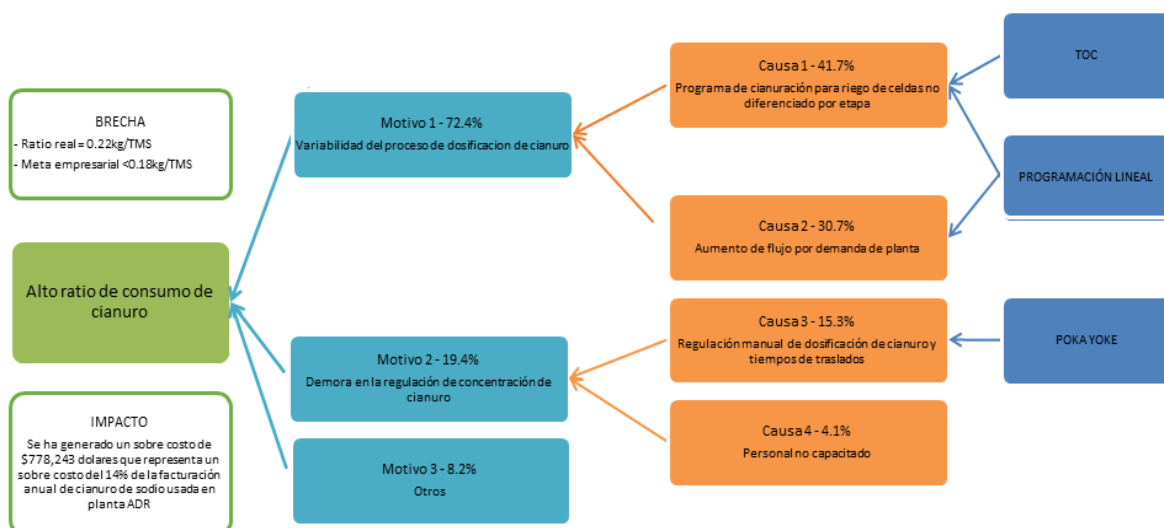 BRECHA
- Ratio real = 0.22kg/TMS
- Meta empresarial <0.18kg/TMS
Alto ratio de consumo de
cianuro
IMPACTO
Se ha generado un sobre costo de
$778,243 dolares que representa un
sobre costo del 14% de la facturación
anual de cianuro de sodio usada en
planta ADR
Motivo 1 - 72.4%
Variabilidad del proceso de dosificacion de cianuro
Motivo 2 - 19.4%
Demora en la regulación de concentración de
cianuro
Motivo 3 - 8.2%
Otros
Causa 1 - 41.7%
Programa de cianuración para riego de celdas no
diferenciado por etapa
Causa 2 - 30.7%
Aumento de flujo por demanda de planta
Causa 3 - 15.3%
Regulación manual de dosificación de cianuro y
tiempos de traslados
Causa 4 - 4.1%
Personal no capacitado
TOC
PROGRAMACIÓN LINEAL
POKA YOKE